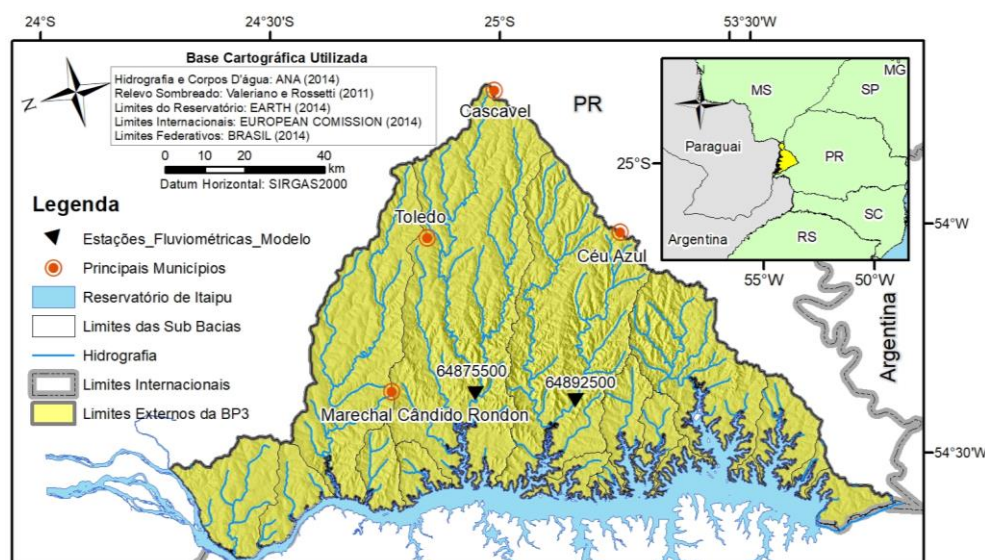 24°S
24°30'S
25°S
53°30'W
Base Cartográfica Utilizada
Hidrografia e Corpos D'água: ANA (2014)
Relevo Sombreado: Valeriano e Rossetti (2011)
Limites do Reservatório: EARTH (2014)
Limites Internacionais: EUROPEAN COMISSION (2014)
Limites Federativos: BRASIL (2014)
N
0 10 20 40
km
Datum Horizontal: SIRGAS2000
Legenda
Estações_Fluviométricas_Modelo
Principais Municípios
Reservatório de Itaipu
Limites das Sub Bacias
Hidrografia
Limites Internacionais
Limites Externos da BP3
Cascavel
PR
Toledo
Céu Azul
64875500
64892500
Marechal Cândido Rondon
N
MS
MG
SP
Paraguai
PR
SC
Argentina
RS
25°S
55°W
50°W
54°W
Argentina
54°30'W